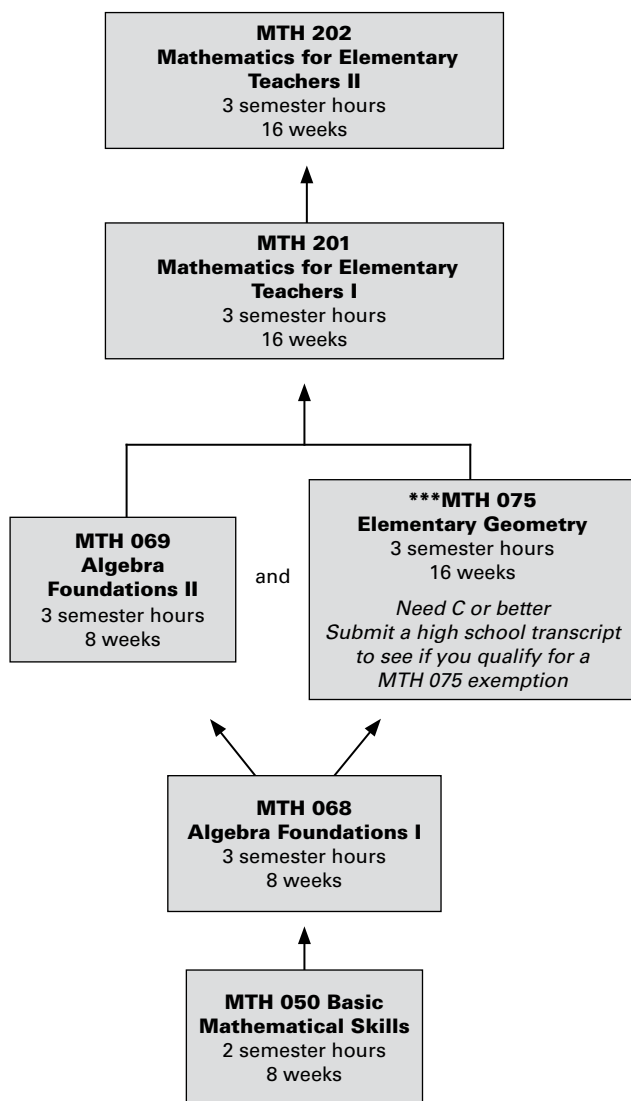 MTH 202
Mathematics for Elementary
Teachers II
3 semester hours
16 weeks
MTH 201
Mathematics for Elementary
Teachers I
3 semester hours
16 weeks
MTH 069
Algebra
Foundations II
3 semester hours
8 weeks
and
***MTH 075
Elementary Geometry
3 semester hours
16 weeks
Need C or better
Submit a high school transcript
to see if you qualify for a
MTH 075 exemption
MTH 068
Algebra Foundations I
3 semester hours
8 weeks
MTH 050 Basic
Mathematical Skills
2 semester hours
8 weeks